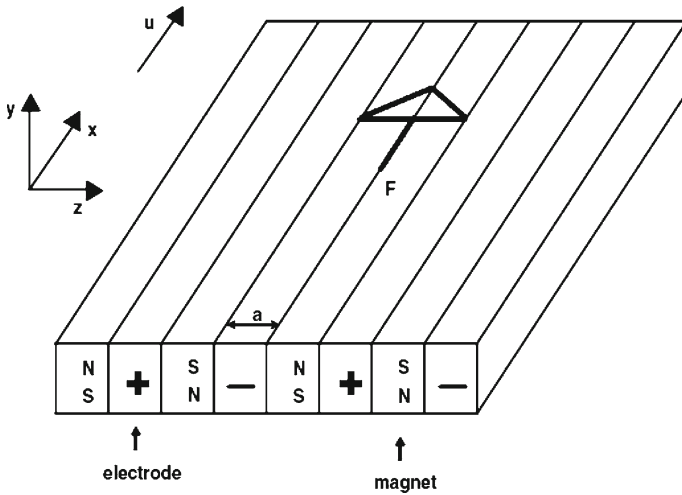 u
y
x
z
F
a
N + S − N + S −
S N S N
electrode
magnet